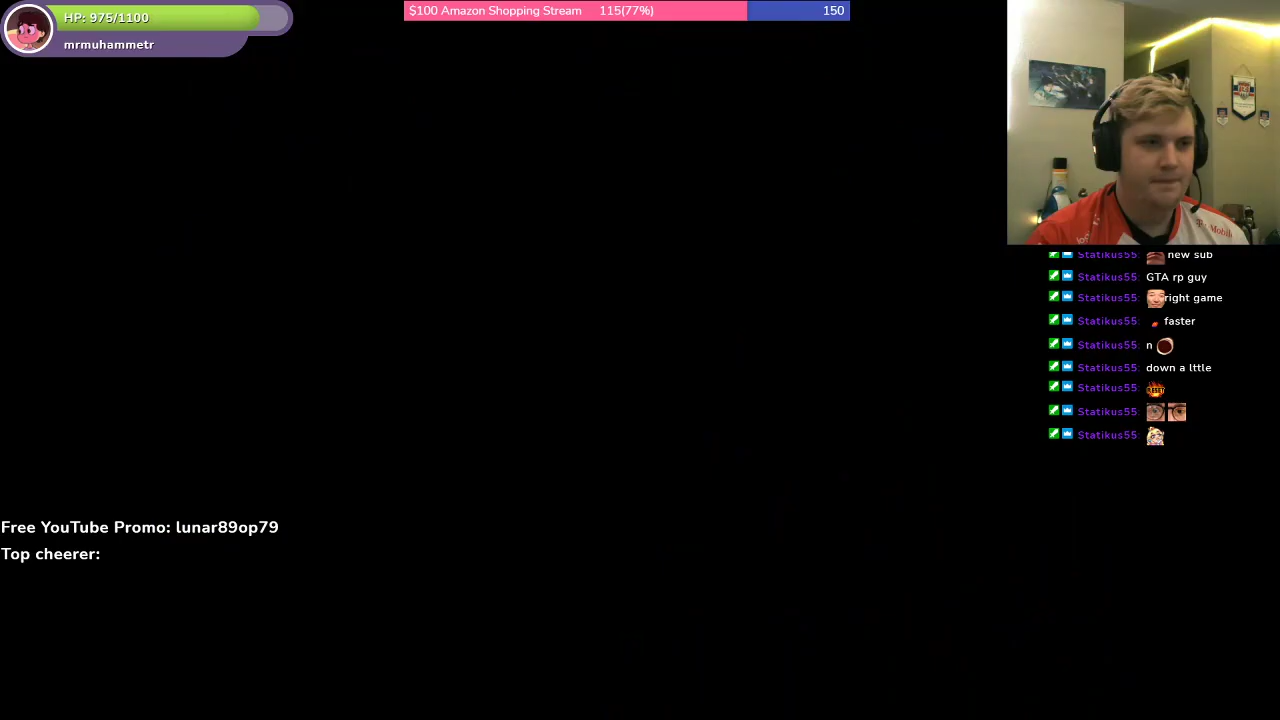 HP: 975/1100
mrmuhammetr
$100 Amazon Shopping Stream 115(77%) 150
Mobile
Statikus55: new sub
Statikus55: GTA rp guy
Statikus55: right game
Statikus55: faster
Statikus55: n
Statikus55: down a lttle
Statikus55:
Statikus55:
Statikus55:
Free YouTube Promo: lunar89op79
Top cheerer: